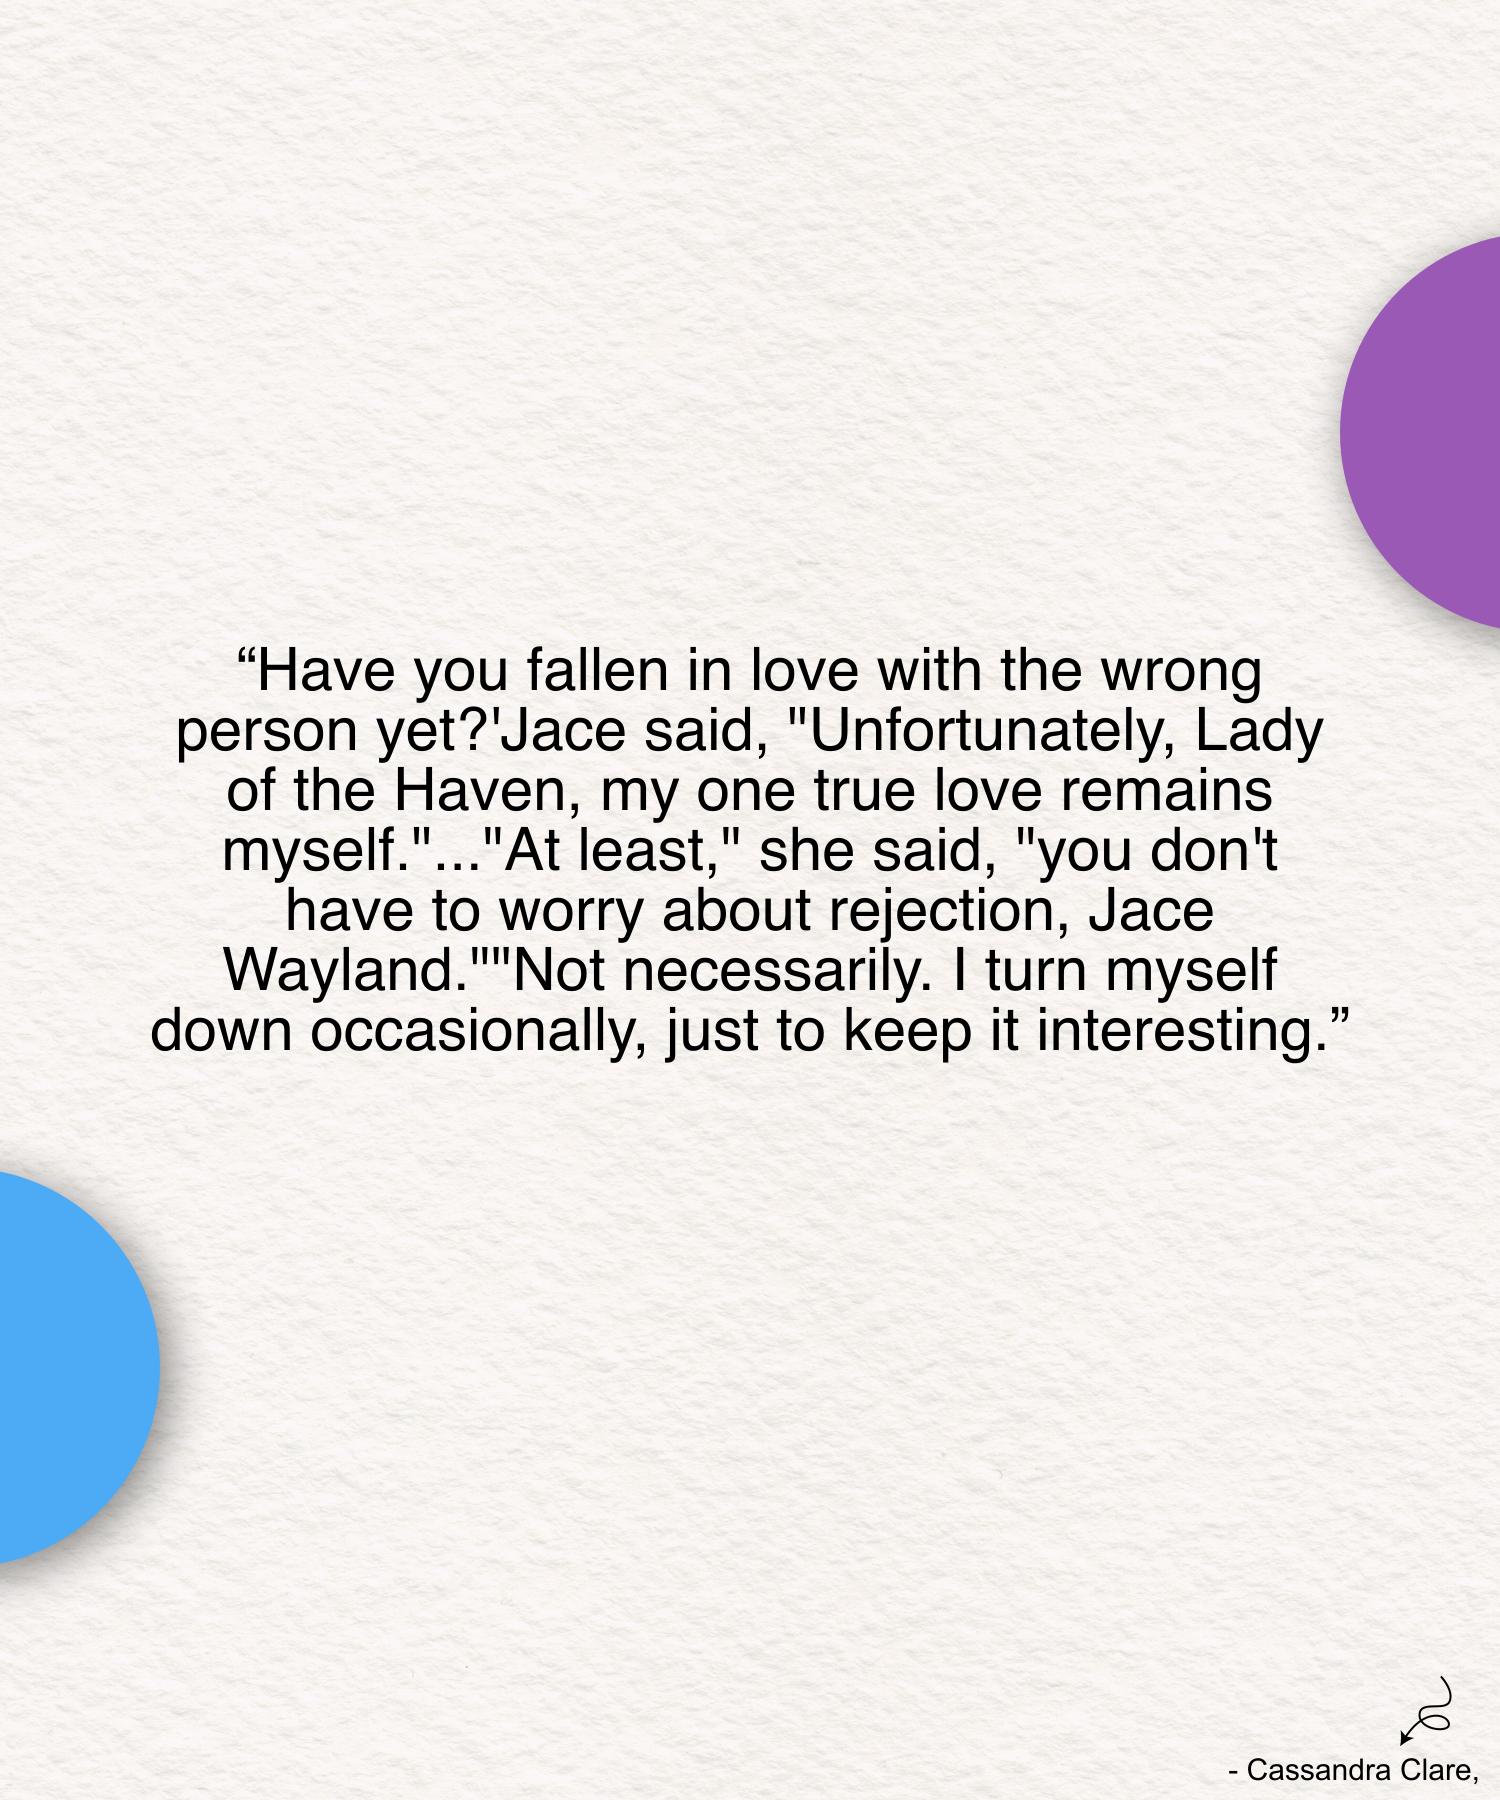 “Have you fallen in love with the wrong
person yet?'Jace said, "Unfortunately, Lady
of the Haven, my one true love remains
myself."..."At least," she said, "you don't
have to worry about rejection, Jace
Wayland.""Not necessarily. I turn myself
down occasionally, just to keep it interesting.”
- Cassandra Clare,